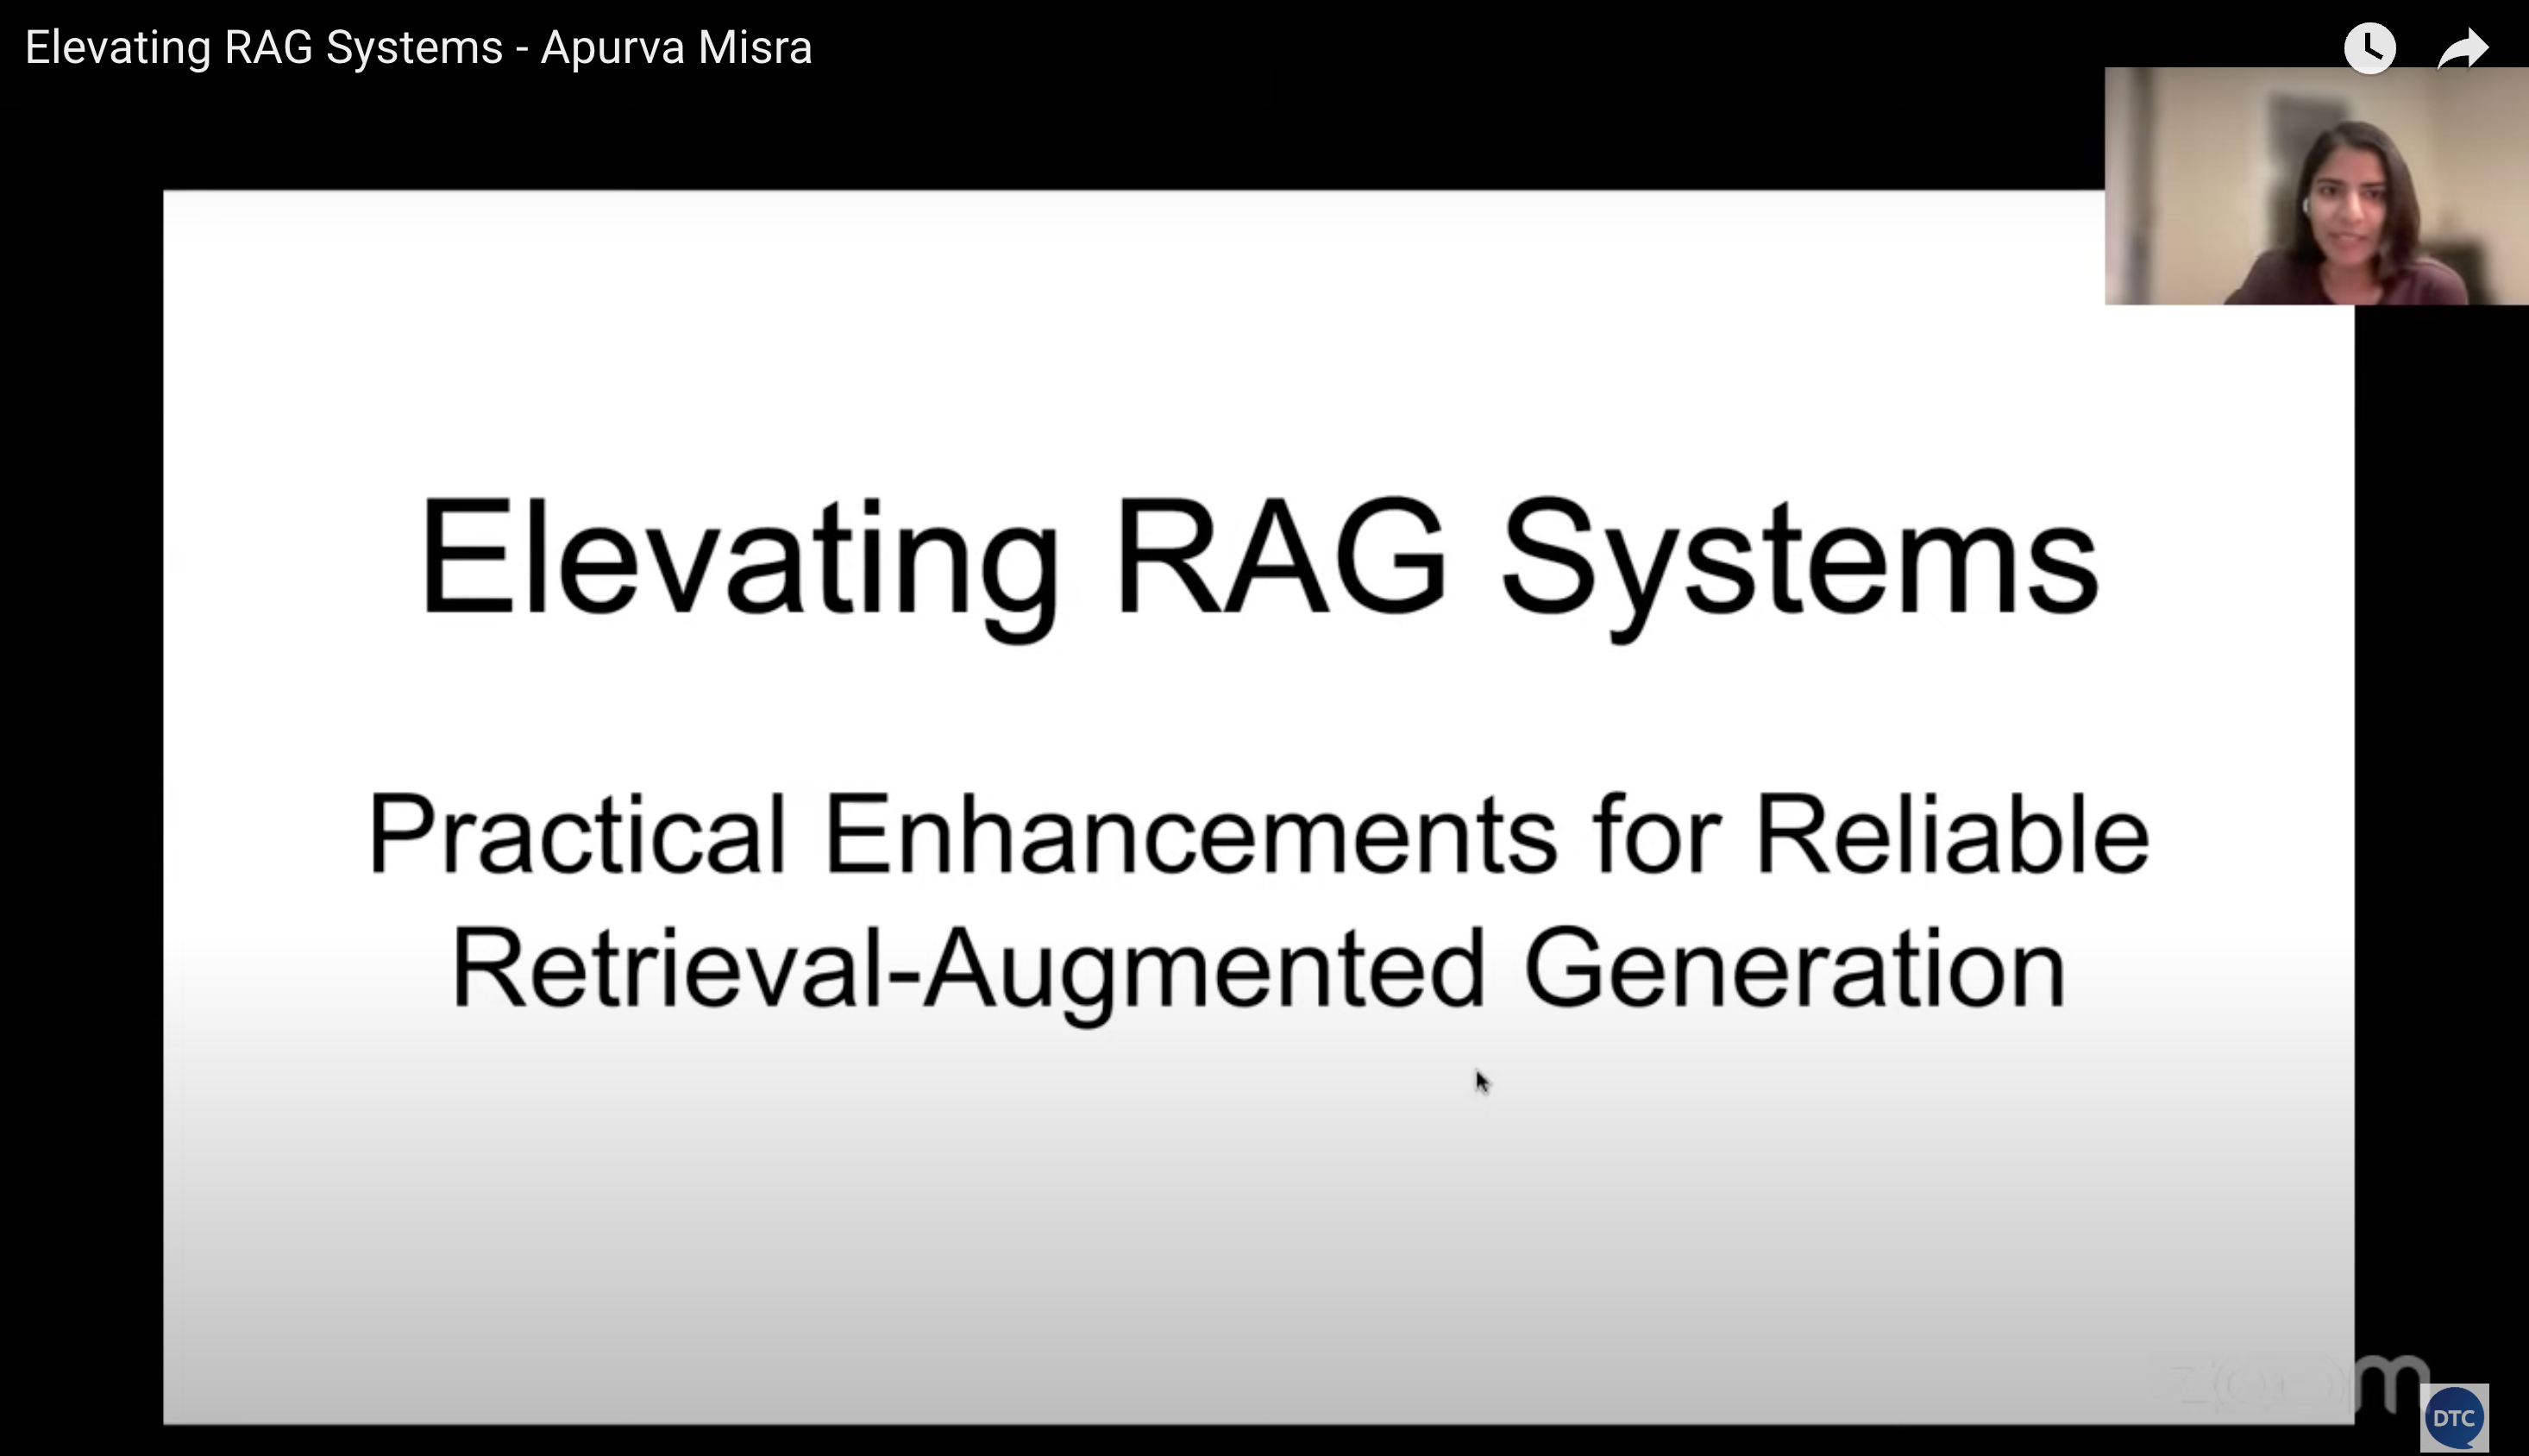 Elevating RAG Systems - Apurva Misra
Elevating RAG Systems
Practical Enhancements for Reliable
Retrieval-Augmented Generation
zoom
DTC